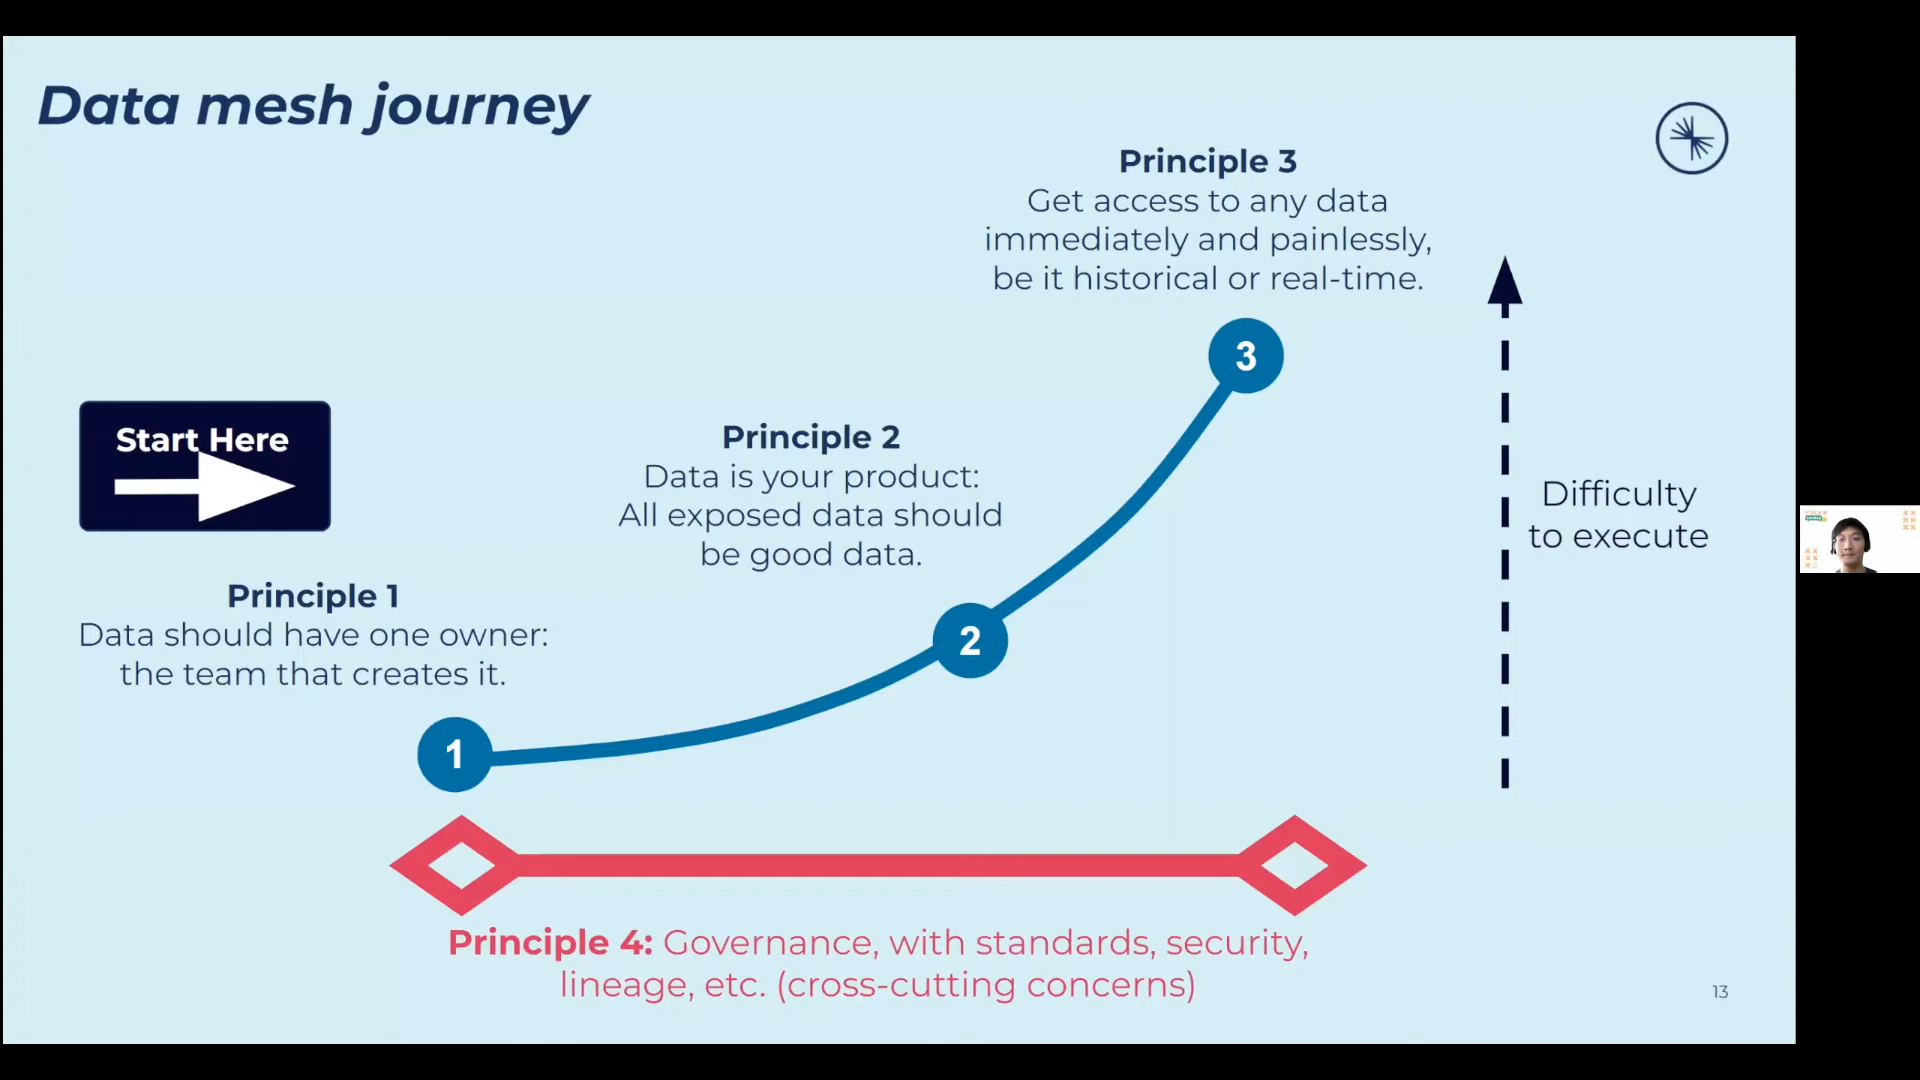 Data mesh journey
Principle 3
Get access to any data
immediately and painlessly,
be it historical or real-time.
3
Start Here
Principle 2
Data is your product:
All exposed data should
be good data.
Difficulty
to execute
2
Principle 1
Data should have one owner:
the team that creates it.
1
Principle 4: Governance, with standards, security,
lineage, etc. (cross-cutting concerns)
13